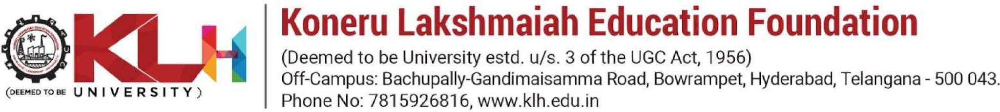 KLH
(DEEMED TO BE UNIVERSITY)
Koneru Lakshmaiah Education Foundation
(Deemed to be University estd. u/s. 3 of the UGC Act, 1956)
Off-Campus: Bachupally-Gandimaisamma Road, Bowrampet, Hyderabad, Telangana - 500 043.
Phone No: 7815926816, www.klh.edu.in